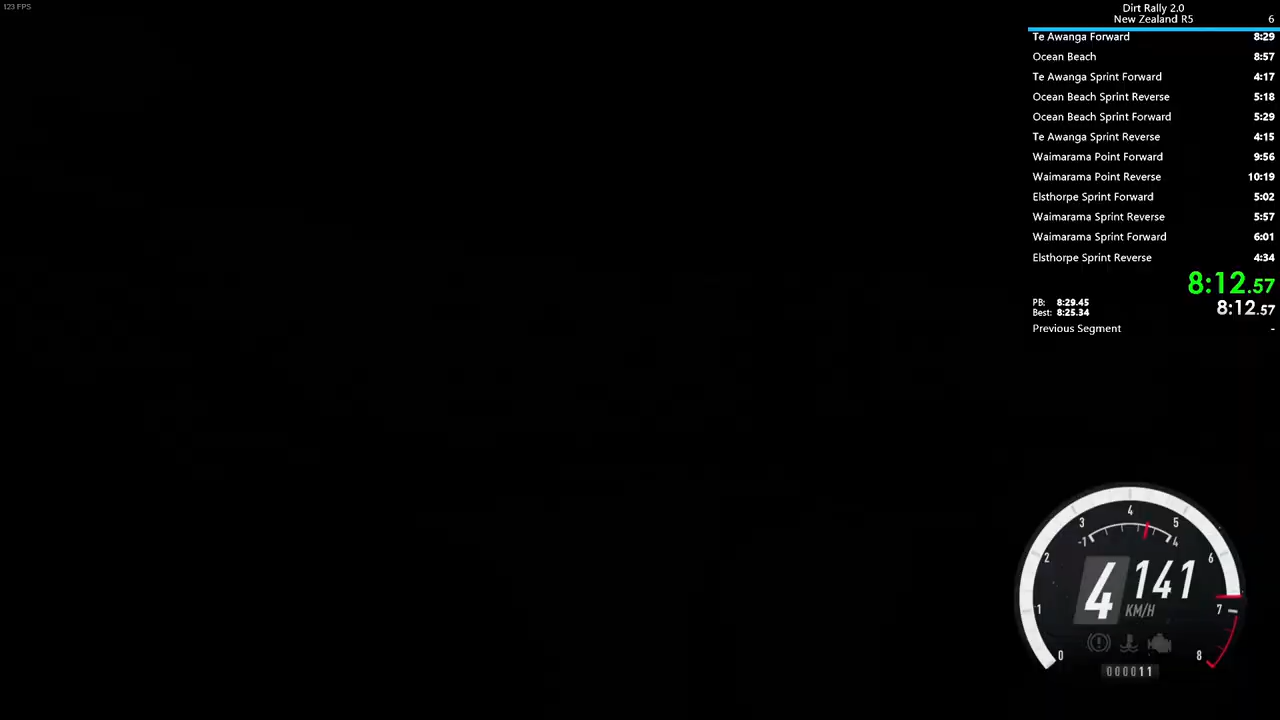 123 FPS
Dirt Rally 2.0
New Zealand R5 6
Te Awanga Forward 8:29
Ocean Beach 8:57
Te Awanga Sprint Forward 4:17
Ocean Beach Sprint Reverse 5:18
Ocean Beach Sprint Forward 5:29
Te Awanga Sprint Reverse 4:15
Waimarama Point Forward 9:56
Waimarama Point Reverse 10:19
Elsthorpe Sprint Forward 5:02
Waimarama Sprint Reverse 5:57
Waimarama Sprint Forward 6:01
Elsthorpe Sprint Reverse 4:34
8:12.57
PB: 8:29.45 8:12.57
Best: 8:25.34
Previous Segment -
0 1 2 3 4 5 6 7 8
-1 4
4 141
KM/H
000011